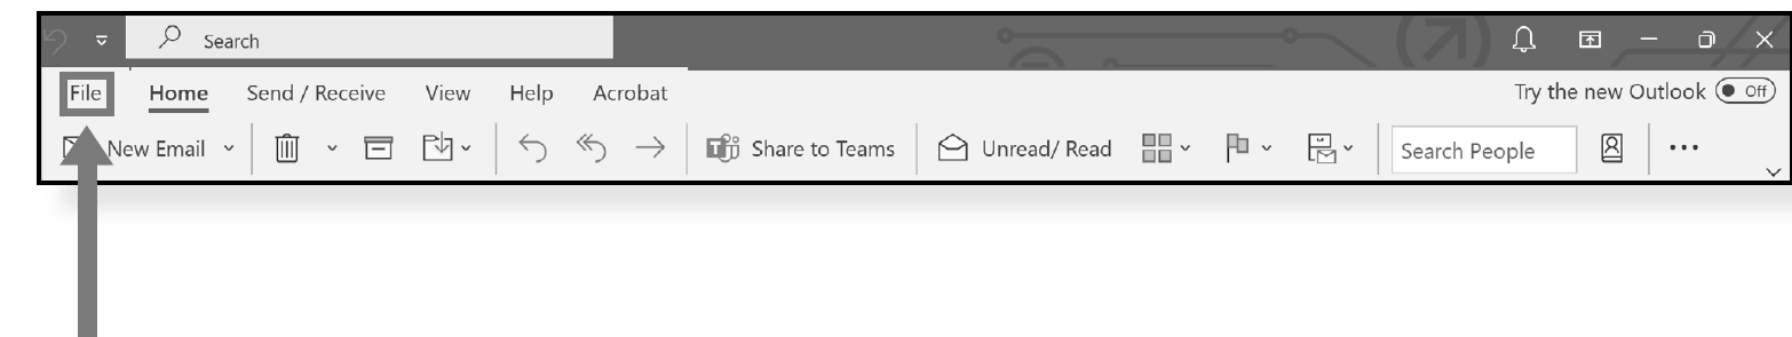 Search
File Home Send / Receive View Help Acrobat Try the new Outlook Off
New Email Share to Teams Unread/ Read Search People